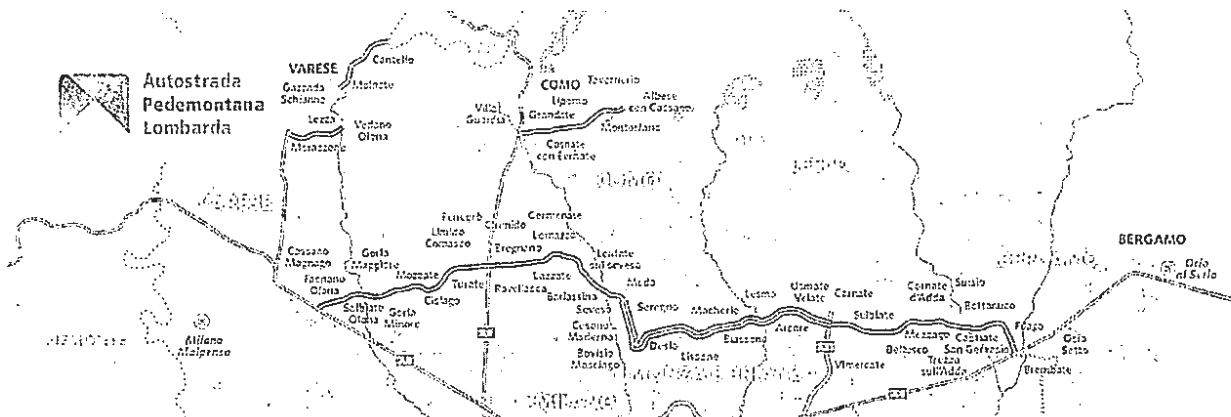 Autostrada
Pedemontana
Lombarda
VARESE
Cantello
Malnate
Gazzada
Schianno
Lozza
Vedano
Olona
Morazzone
COMO
Tavernerio
Lipomo
Grandate
Albese
con Cassano
Montorfano
Villa
Guardia
Casnate
con Bernate
BERGAMO
Orio
al Serio
Cassano
Magnago
Fagnano
Olona
Gorla
Maggiore
Solbiate
Olona
Gorla
Minore
Mozzate
Cislago
Turate
Fenegrò
Limido
Comasco
Cirimido
Bregnano
Rovellasca
Cermenate
Lomazzo
Lazzate
Lentate
sul Seveso
Barlassina
Meda
Seveso
Cesano
Maderno
Bovisio
Masciago
Seregno
Desio
Macherio
Lissone
Biassono
Lesmo
Arcore
Usmate
Velate
Carnate
Vimercate
Sulbiate
Mezzago
Bellusco
Cornate
d'Adda
Suisio
Bottanuco
Capriate
San Gervasio
Trezzo
sull'Adda
Filago
Osio
Sotto
Brembate
Milano
Malpensa